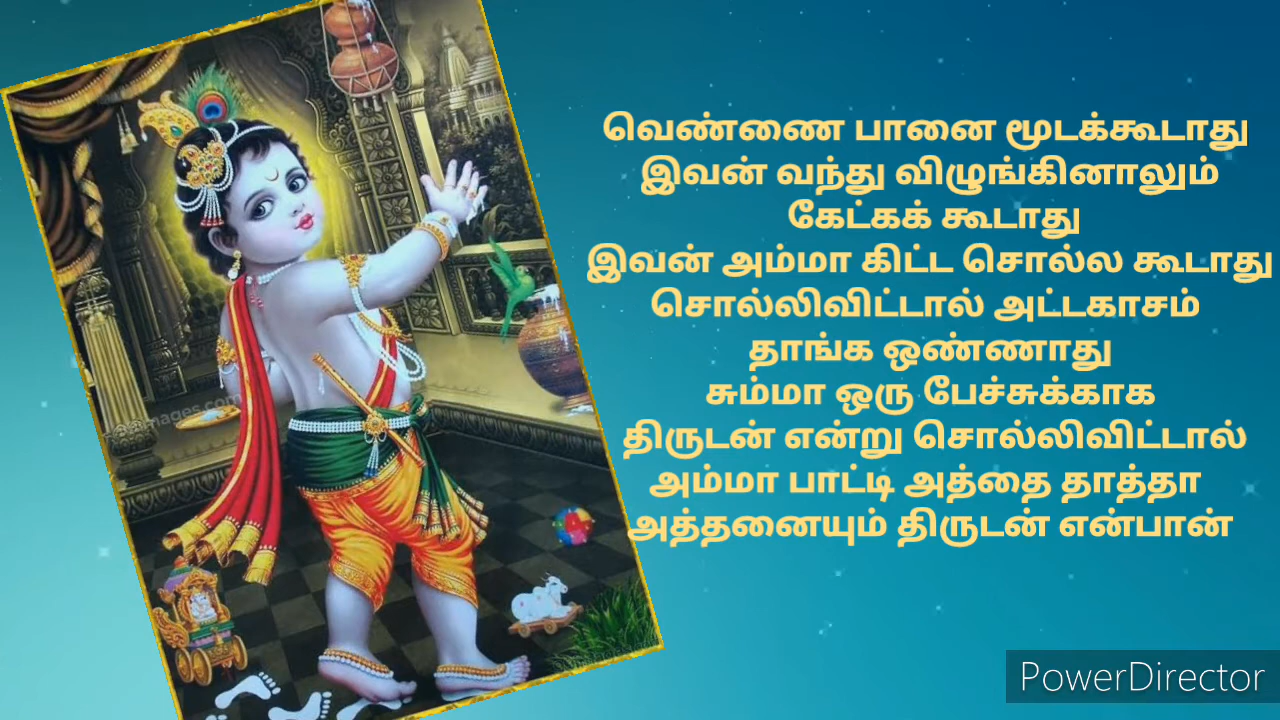 வெண்ணை பானை மூடக்கூடாது
இவன் வந்து விழுங்கினாலும்
கேட்கக் கூடாது
இவன் அம்மா கிட்ட சொல்ல கூடாது
சொல்லிவிட்டால் அட்டகாசம்
தாங்க ஒண்ணாது
சும்மா ஒரு பேச்சுக்காக
திருடன் என்று சொல்லிவிட்டால்
அம்மா பாட்டி அத்தை தாத்தா
அத்தனையும் திருடன் என்பான்
PowerDirector